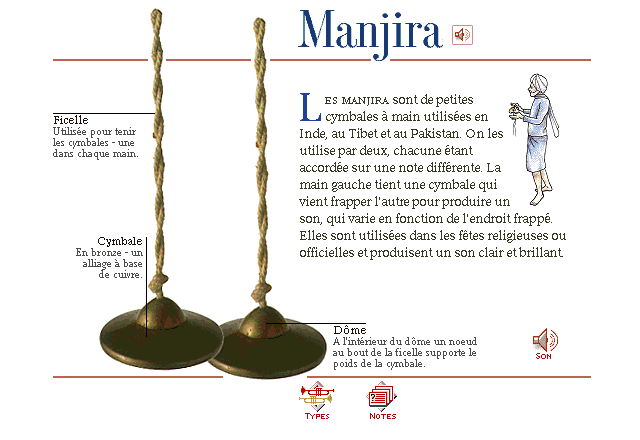 Manjira
LES MANJIRA sont de petites
cymbales à main utilisées en
Inde, au Tibet et au Pakistan. On les
utilise par deux, chacune étant
accordée sur une note différente. La
main gauche tient une cymbale qui
vient frapper l'autre pour produire un
son, qui varie en fonction de l'endroit frappé.
Elles sont utilisées dans les fêtes religieuses ou
officielles et produisent un son clair et brillant.
Ficelle
Utilisée pour tenir
les cymbales - une
dans chaque main.
Cymbale
En bronze - un
alliage à base
de cuivre.
Dôme
A l'intérieur du dôme un noeud
au bout de la ficelle supporte le
poids de la cymbale.
SON
TYPES
NOTES